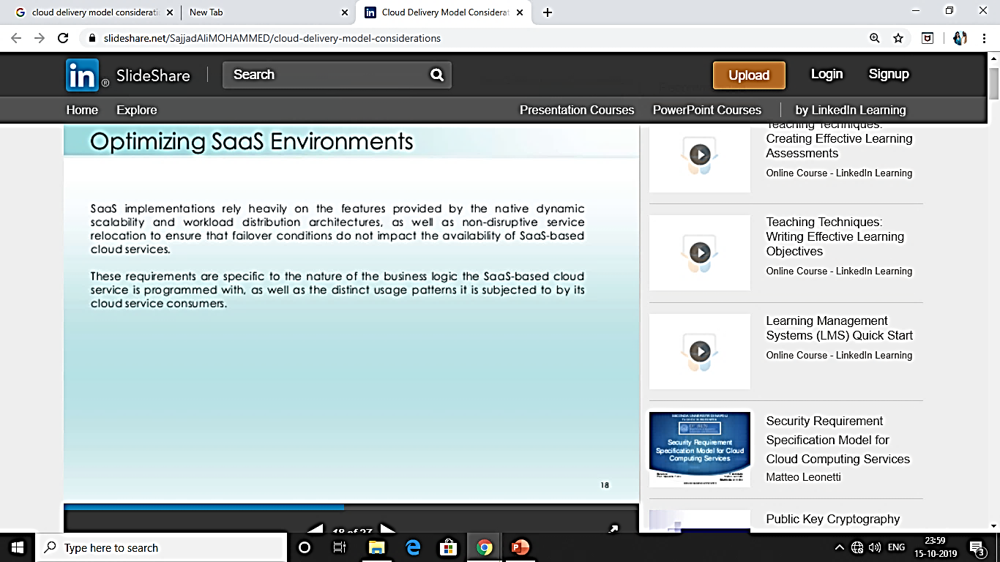 cloud delivery model considerati
New Tab
Cloud Delivery Model Considerat
slideshare.net/SajjadAliMOHAMMED/cloud-delivery-model-considerations
in ® SlideShare
Search
Upload
Login
Signup
Home
Explore
Presentation Courses
PowerPoint Courses
by LinkedIn Learning
Optimizing SaaS Environments
SaaS implementations rely heavily on the features provided by the native dynamic
scalability and workload distribution architectures, as well as non-disruptive service
relocation to ensure that failover conditions do not impact the availability of SaaS-based
cloud services.
These requirements are specific to the nature of the business logic the SaaS-based cloud
service is programmed with, as well as the distinct usage patterns it is subjected to by its
cloud service consumers.
18
18 of 27
Teaching Techniques:
Creating Effective Learning
Assessments
Online Course - LinkedIn Learning
Teaching Techniques:
Writing Effective Learning
Objectives
Online Course - LinkedIn Learning
Learning Management
Systems (LMS) Quick Start
Online Course - LinkedIn Learning
Security Requirement
Specification Model for Cloud
Computing Services
Security Requirement
Specification Model for
Cloud Computing Services
Matteo Leonetti
Public Key Cryptography
Type here to search
ENG
23:59
15-10-2019
3